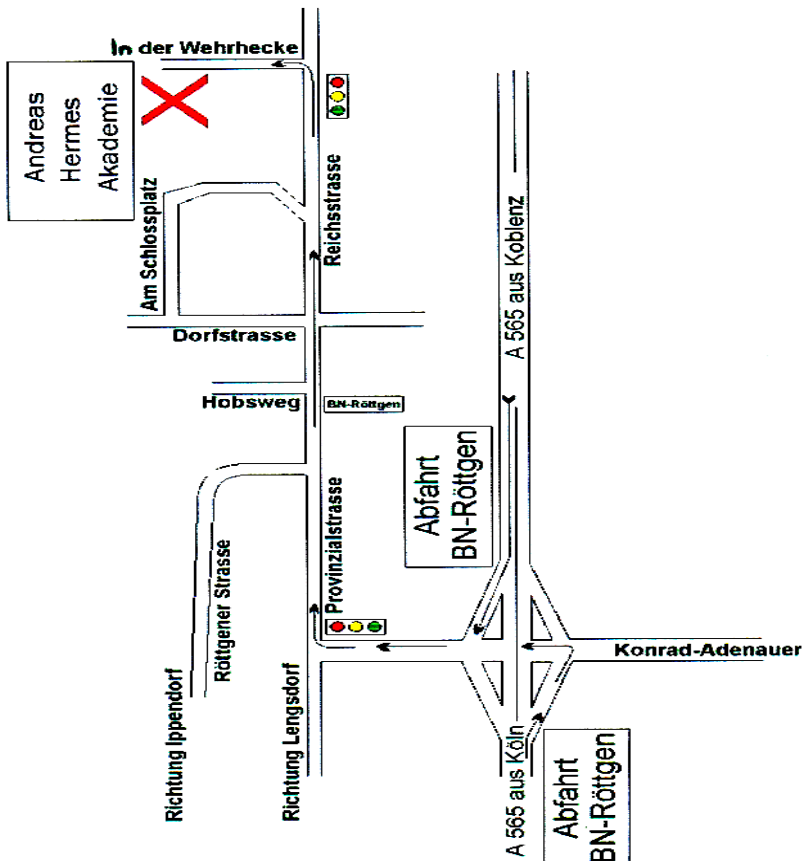 In der Wehrhecke
Andreas
Hermes
Akademie
Am Schlossplatz
Reichsstrasse
Dorfstrasse
A 565 aus Koblenz
Hobsweg
BN-Röttgen
Abfahrt
BN-Röttgen
Provinzialstrasse
Röttgener Strasse
Richtung Ippendorf
Richtung Lengsdorf
Konrad-Adenauer
A 565 aus Köln
Abfahrt
BN-Röttgen